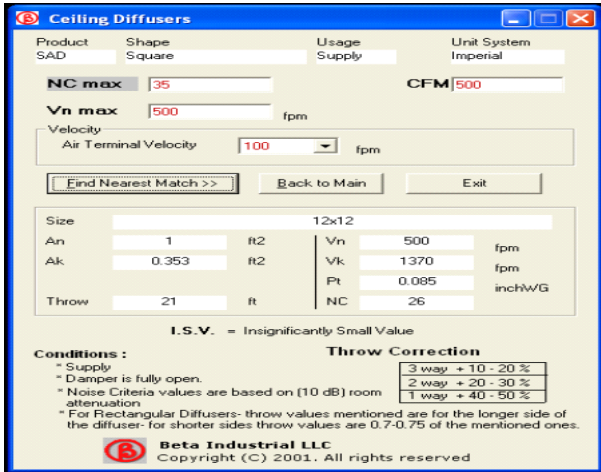 Ceiling Diffusers
Product Shape Usage Unit System
SAD Square Supply Imperial
NC max 35 CFM 500
Vn max 500 fpm
Velocity
Air Terminal Velocity 100 fpm
Find Nearest Match >> Back to Main Exit
Size 12x12
An 1 ft2 Vn 500 fpm
Ak 0.353 ft2 Vk 1370 fpm
Pt 0.085 inchWG
Throw 21 ft NC 26
I.S.V. = Insignificantly Small Value
Conditions : Throw Correction
* Supply 3 way + 10 - 20 %
* Damper is fully open. 2 way + 20 - 30 %
* Noise Criteria values are based on (10 dB) room 1 way + 40 - 50 %
attenuation
* For Rectangular Diffusers- throw values mentioned are for the longer side of
the diffuser- for shorter sides throw values are 0.7-0.75 of the mentioned ones.
Beta Industrial LLC
Copyright (C) 2001. All rights reserved